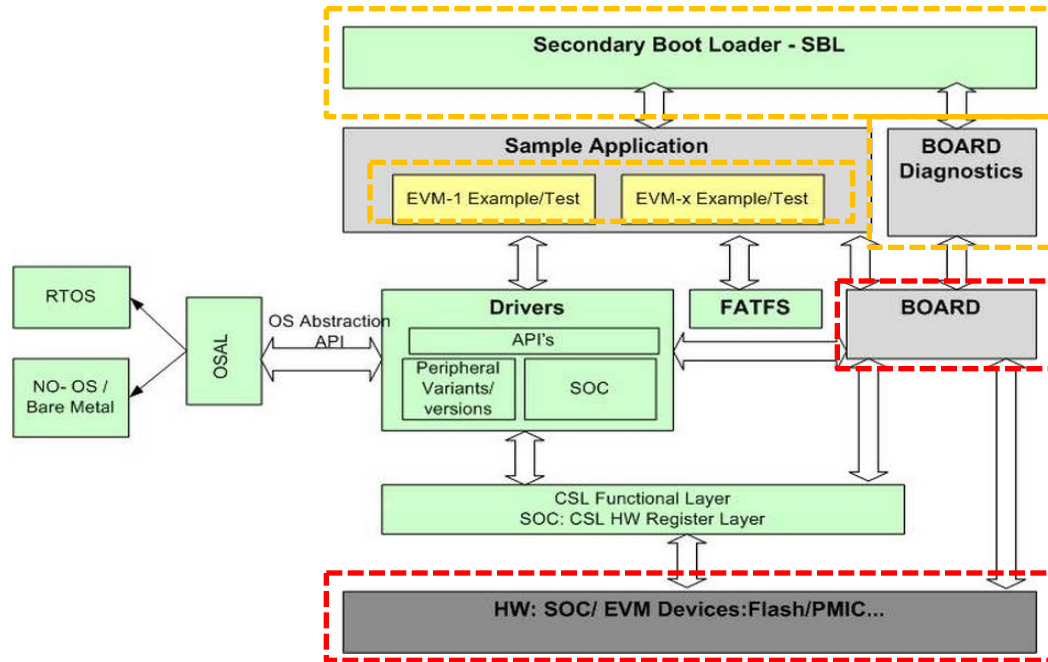 Secondary Boot Loader - SBL
Sample Application
BOARD
Diagnostics
EVM-1 Example/Test
EVM-x Example/Test
RTOS
NO- OS /
Bare Metal
OSAL
OS Abstraction
API
Drivers
API's
Peripheral
Variants/
versions
SOC
FATFS
BOARD
CSL Functional Layer
SOC: CSL HW Register Layer
HW: SOC/ EVM Devices:Flash/PMIC...